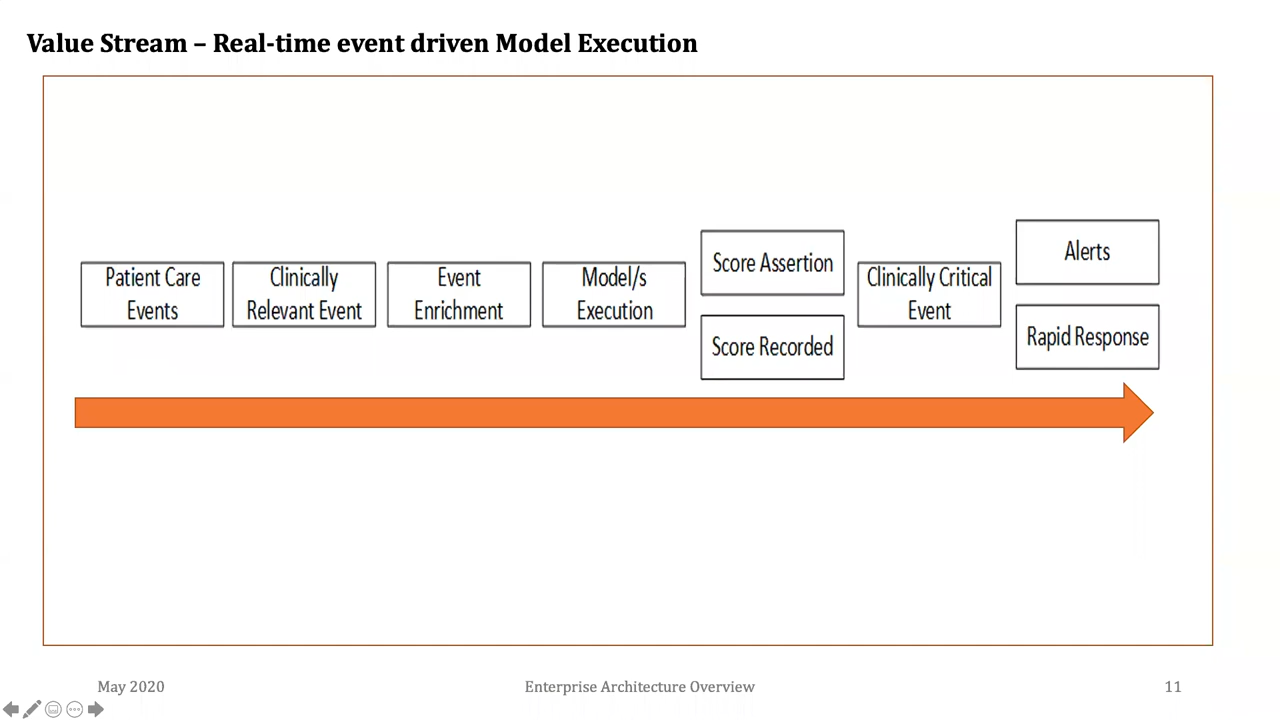 Value Stream – Real-time event driven Model Execution
Patient Care
Events
Clinically
Relevant Event
Event
Enrichment
Model/s
Execution
Score Assertion
Score Recorded
Clinically Critical
Event
Alerts
Rapid Response
May 2020
Enterprise Architecture Overview
11